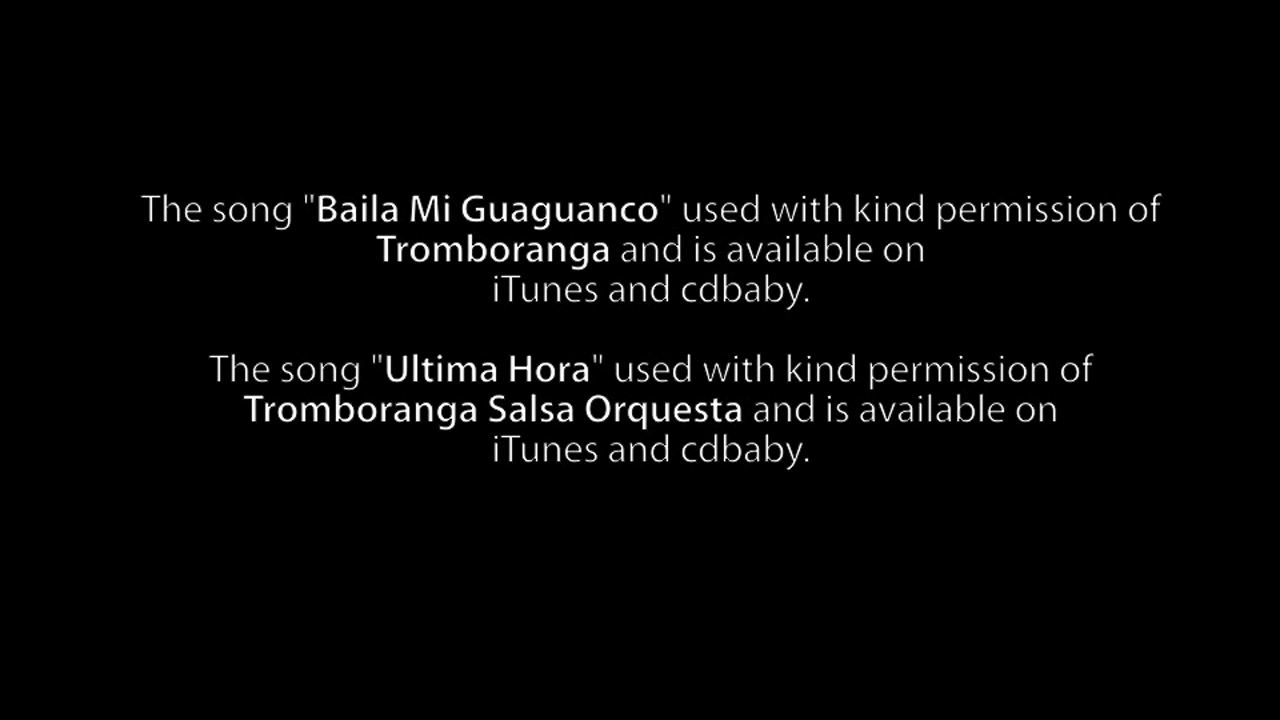 The song "Baila Mi Guaguanco" used with kind permission of
Tromboranga and is available on
iTunes and cdbaby.
The song "Ultima Hora" used with kind permission of
Tromboranga Salsa Orquesta and is available on
iTunes and cdbaby.